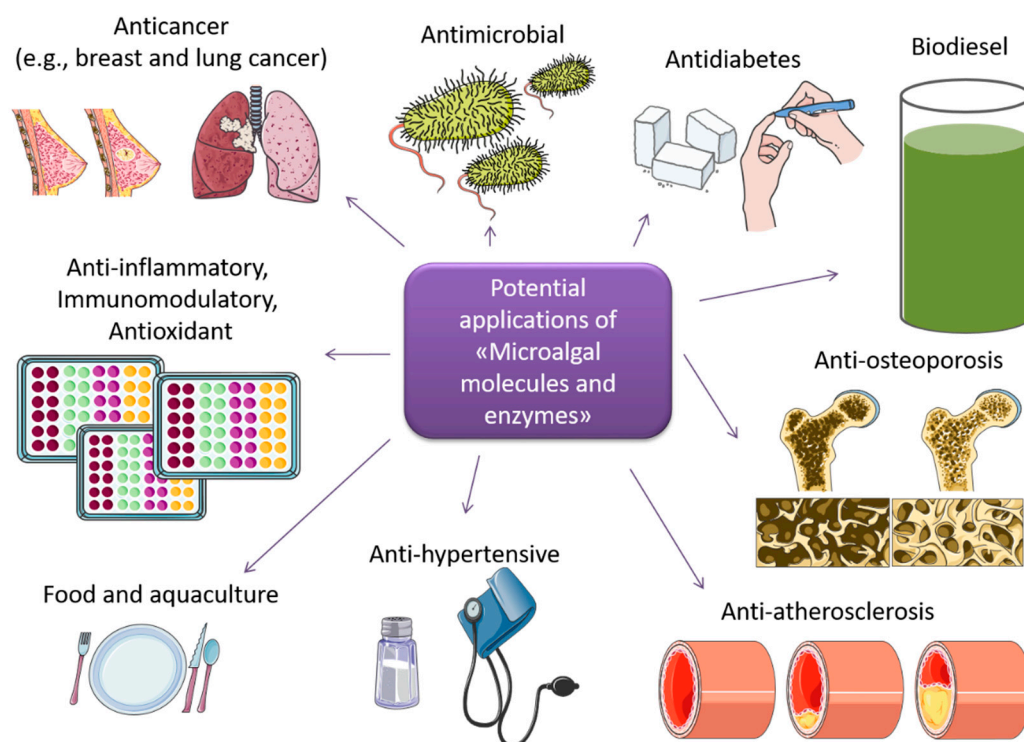 Anticancer
(e.g., breast and lung cancer)
Antimicrobial
Antidiabetes
Biodiesel
Anti-inflammatory,
Immunomodulatory,
Antioxidant
Potential
applications of
«Microalgal
molecules and
enzymes»
Anti-osteoporosis
Food and aquaculture
Anti-hypertensive
Anti-atherosclerosis